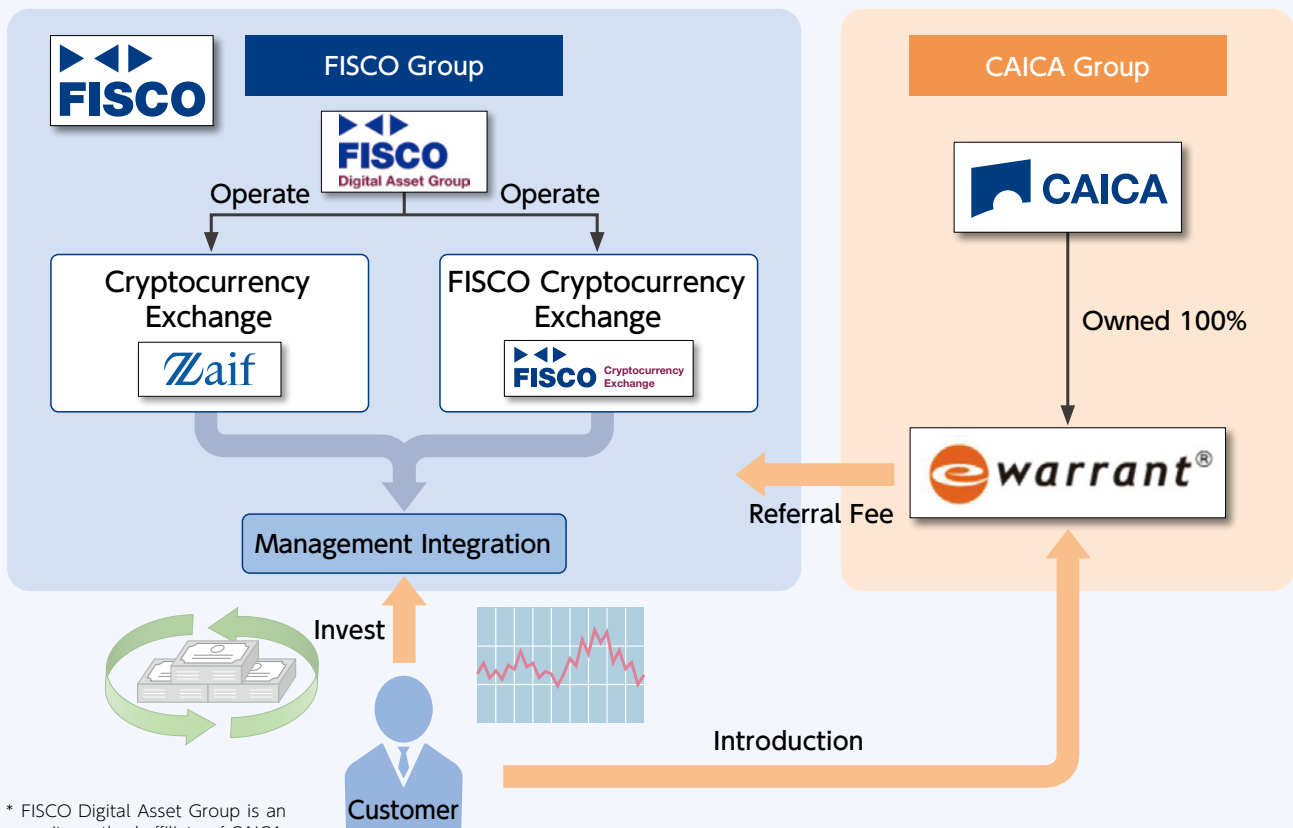 FISCO
FISCO Group
CAICA Group
FISCO
Digital Asset Group
Operate
Operate
CAICA
Cryptocurrency
Exchange
Zaif
FISCO Cryptocurrency
Exchange
FISCO Cryptocurrency
Exchange
Owned 100%
e warrant®
Referral Fee
Management Integration
Invest
Introduction
Customer
* FISCO Digital Asset Group is an